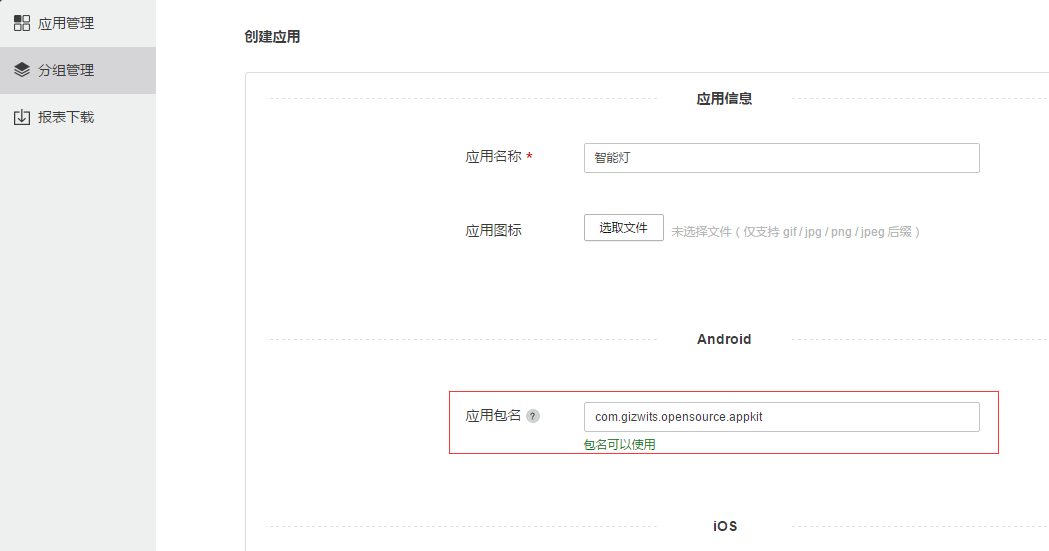 应用管理
分组管理
报表下载
创建应用
应用信息
应用名称 *
智能灯
应用图标
选取文件
未选择文件 ( 仅支持 gif / jpg / png / jpeg 后缀 )
Android
应用包名 ?
com.gizwits.opensource.appkit
包名可以使用
iOS